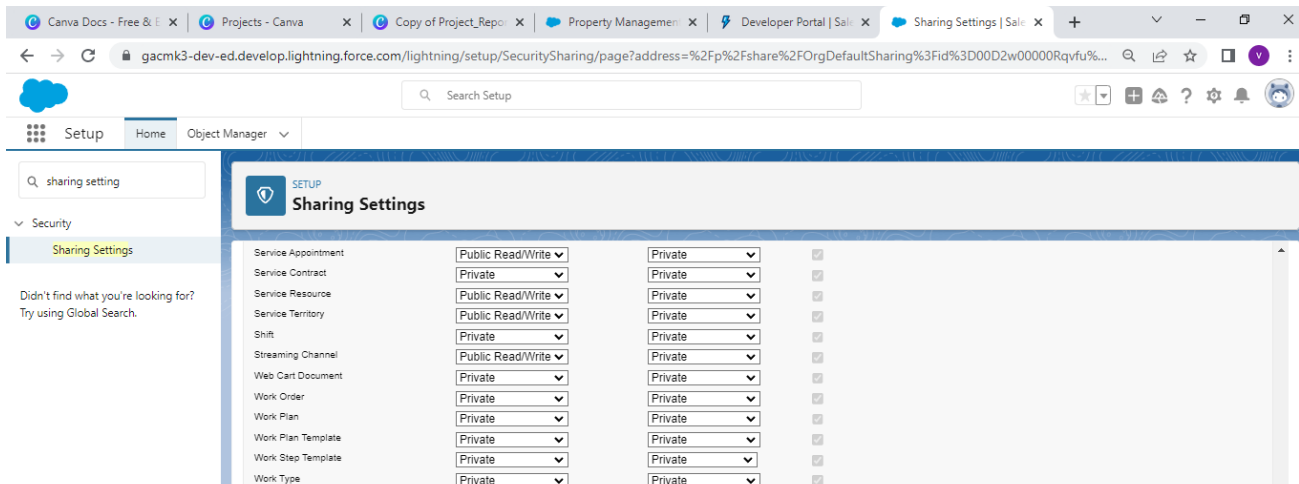 Canva Docs - Free & E
Projects - Canva
Copy of Project_Repor
Property Managemen
Developer Portal | Sale
Sharing Settings | Sale
gacmk3-dev-ed.develop.lightning.force.com/lightning/setup/SecuritySharing/page?address=%2Fp%2Fshare%2FOrgDefaultSharing%3Fid%3D00D2w00000Rqvfu%...
V
Search Setup
Setup Home Object Manager
sharing setting
SETUP
Sharing Settings
Security
Sharing Settings
Didn't find what you're looking for?
Try using Global Search.
Service Appointment Public Read/Write Private
Service Contract Private Private
Service Resource Public Read/Write Private
Service Territory Public Read/Write Private
Shift Private Private
Streaming Channel Public Read/Write Private
Web Cart Document Private Private
Work Order Private Private
Work Plan Private Private
Work Plan Template Private Private
Work Step Template Private Private
Work Type Private Private